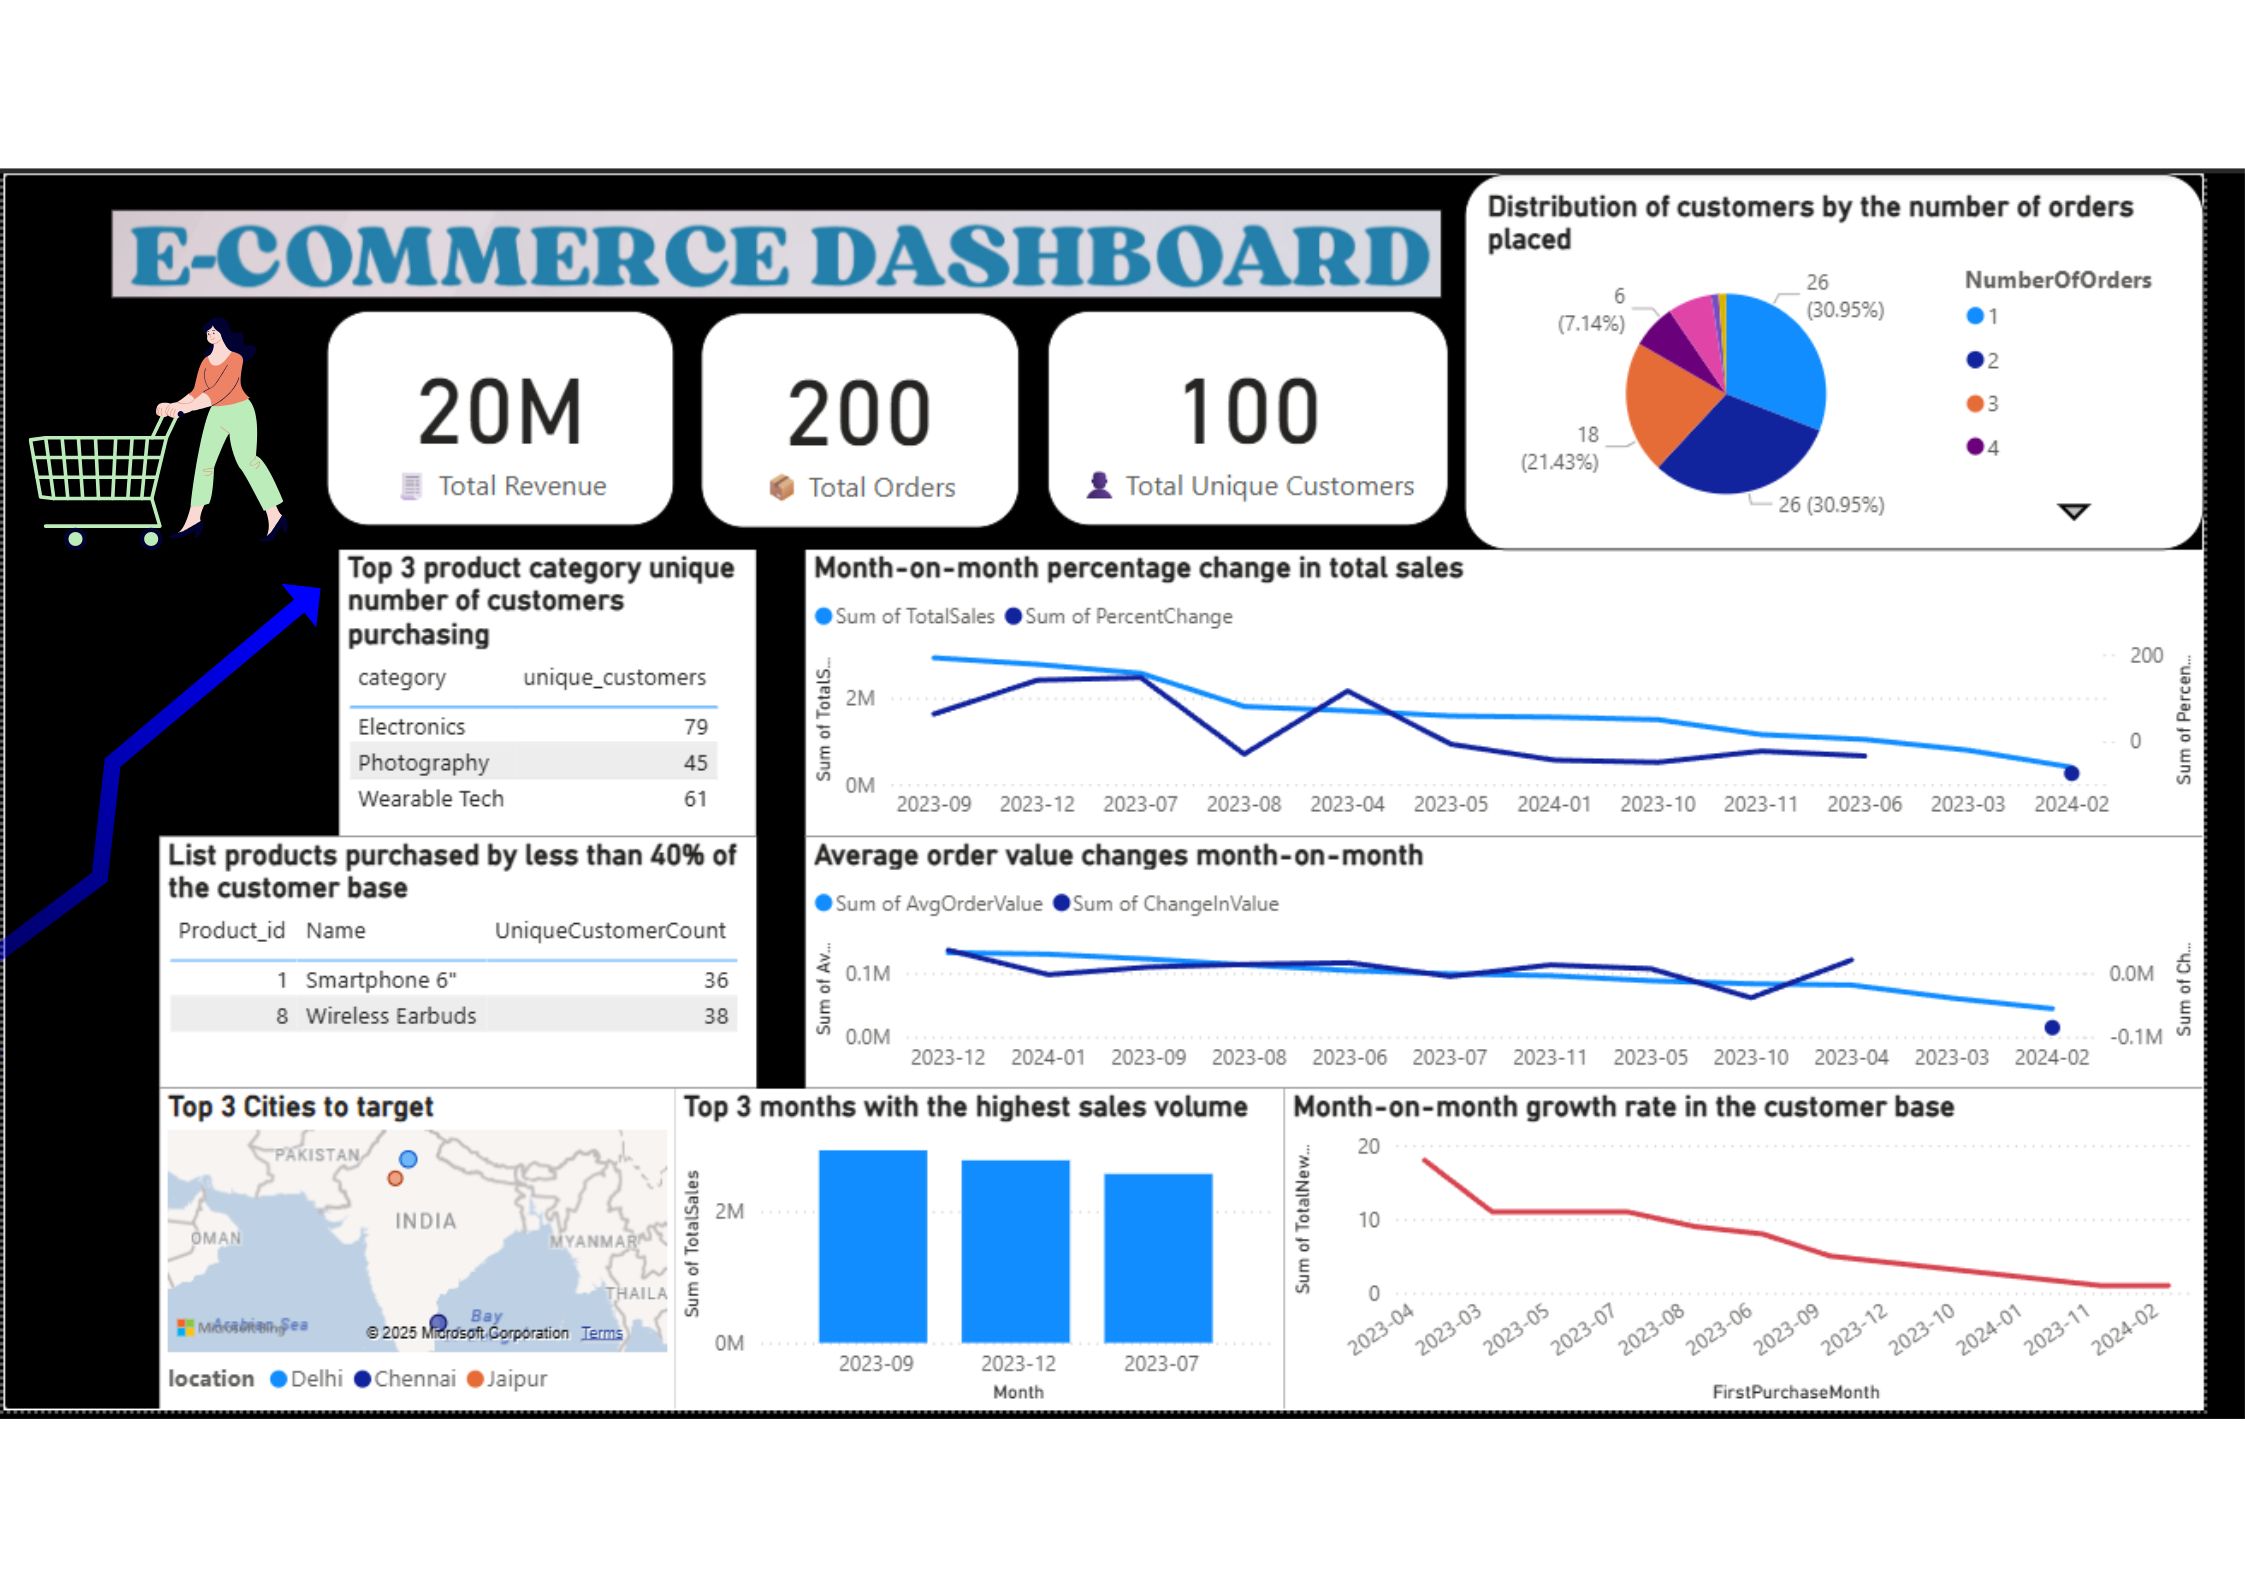 E-COMMERCE DASHBOARD
20M
Total Revenue
200
Total Orders
100
Total Unique Customers
Distribution of customers by the number of orders
placed
26
(30.95%)
6
(7.14%)
18
(21.43%)
26 (30.95%)
NumberOfOrders
1
2
3
4
Top 3 product category unique
number of customers
purchasing
category unique_customers
Electronics 79
Photography 45
Wearable Tech 61
Month-on-month percentage change in total sales
Sum of TotalSales Sum of PercentChange
Sum of TotalS...
2M
0M
200
0
Sum of Percen...
2023-09 2023-12 2023-07 2023-08 2023-04 2023-05 2024-01 2023-10 2023-11 2023-06 2023-03 2024-02
List products purchased by less than 40% of
the customer base
Product_id Name UniqueCustomerCount
1 Smartphone 6" 36
8 Wireless Earbuds 38
Average order value changes month-on-month
Sum of AvgOrderValue Sum of ChangeInValue
Sum of Av...
0.1M
0.0M
0.0M
-0.1M
Sum of Ch...
2023-12 2024-01 2023-09 2023-08 2023-06 2023-07 2023-11 2023-05 2023-10 2023-04 2023-03 2024-02
Top 3 Cities to target
PAKISTAN
INDIA
OMAN
MYANMAR
THAILA
Arabian Sea
Bay
Microsoft Bing
© 2025 Microsoft Corporation Terms
location Delhi Chennai Jaipur
Top 3 months with the highest sales volume
Sum of TotalSales
2M
0M
2023-09 2023-12 2023-07
Month
Month-on-month growth rate in the customer base
Sum of TotalNew...
20
10
0
2023-04 2023-03 2023-05 2023-07 2023-08 2023-06 2023-09 2023-12 2023-10 2024-01 2023-11 2024-02
FirstPurchaseMonth